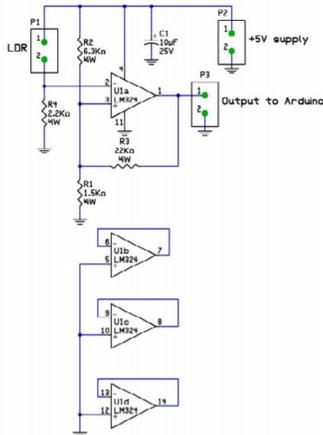 P1
LDR
1
2
R2
6.3KΩ
¼W
C1
10µF
25V
+
P2
1
2
+5V supply
R4
2.2KΩ
¼W
4
2
-
3
+
U1a
LM324
1
11
P3
1
2
Output to Arduino
R3
22KΩ
¼W
R1
1.5KΩ
¼W
6
-
5
+
U1b
LM324
7
9
-
10
+
U1c
LM324
8
13
-
12
+
U1d
LM324
14